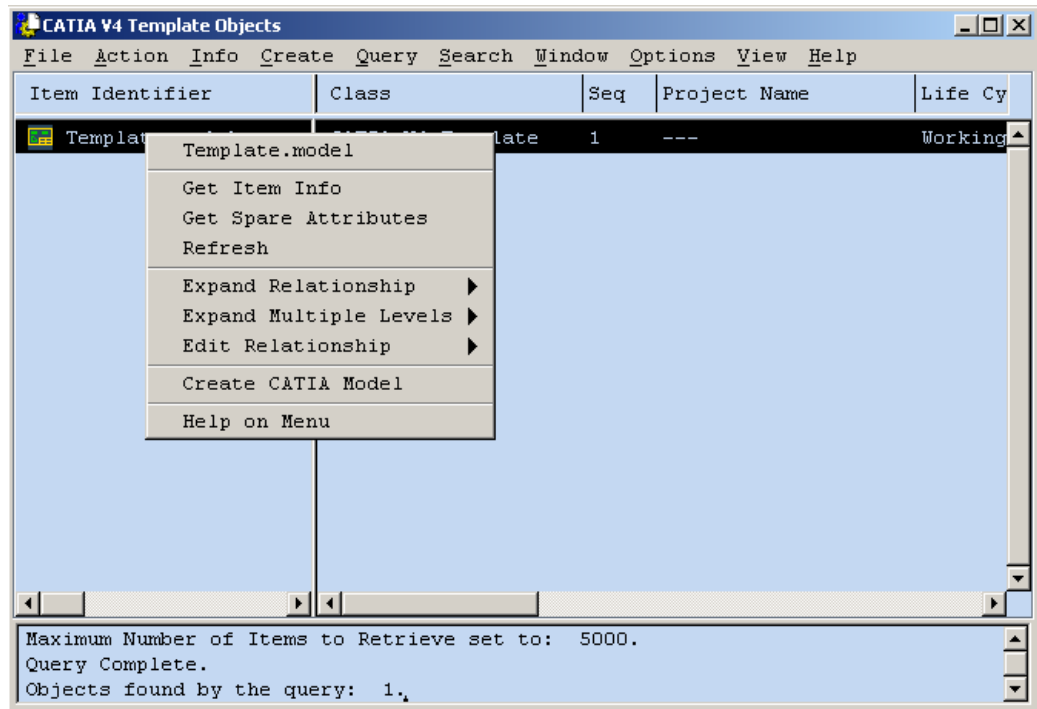 CATIA V4 Template Objects
File Action Info Create Query Search Window Options View Help
Item Identifier Class Seq Project Name Life Cy
1 --- Working
Template.model
Get Item Info
Get Spare Attributes
Refresh
Expand Relationship
Expand Multiple Levels
Edit Relationship
Create CATIA Model
Help on Menu
Maximum Number of Items to Retrieve set to: 5000.
Query Complete.
Objects found by the query: 1.